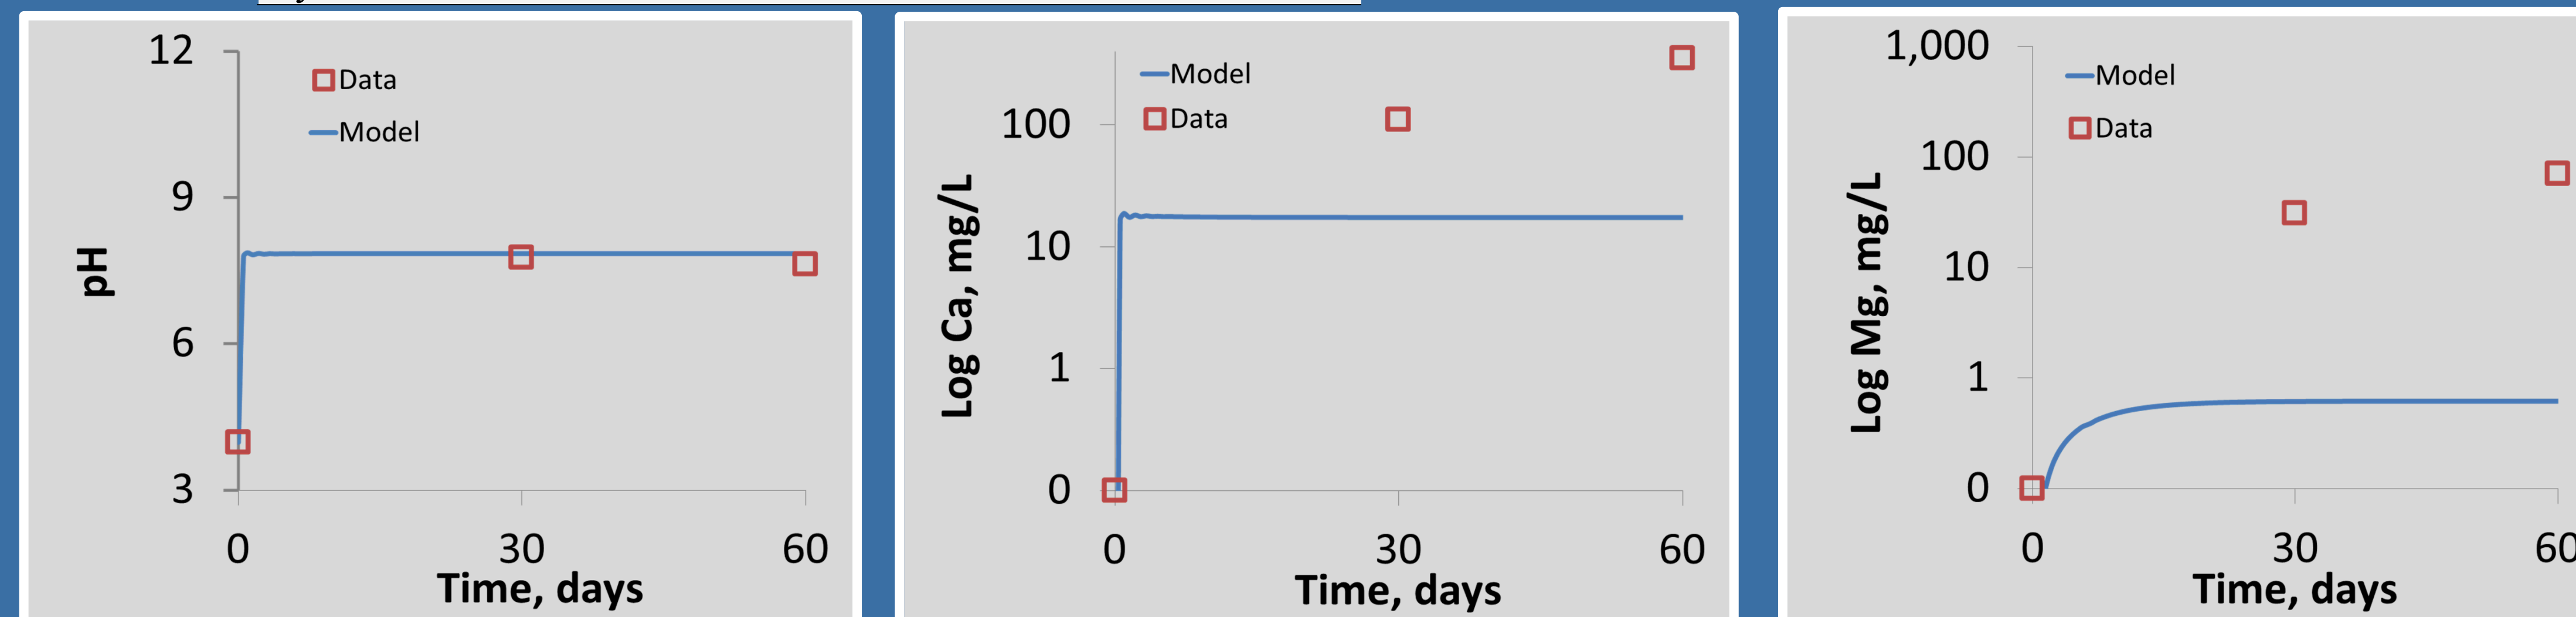 12
Data
Model
9
6
3
pH
0 30 60
Time, days
Model
Data
100
10
1
0
Log Ca, mg/L
0 30 60
Time, days
1,000
Model
Data
100
10
1
0
Log Mg, mg/L
0 30 60
Time, days